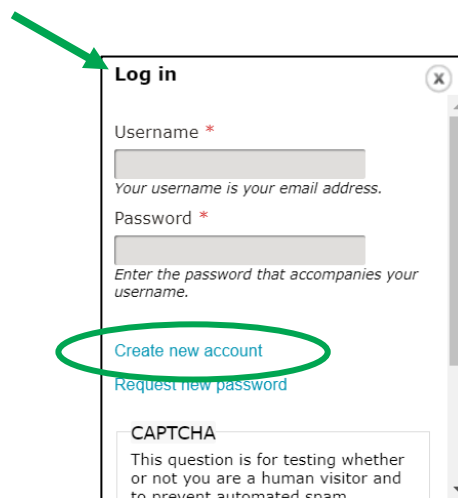 Log in
X
Username *
Your username is your email address.
Password *
Enter the password that accompanies your
username.
Create new account
Request new password
CAPTCHA
This question is for testing whether
or not you are a human visitor and
to prevent automated spam